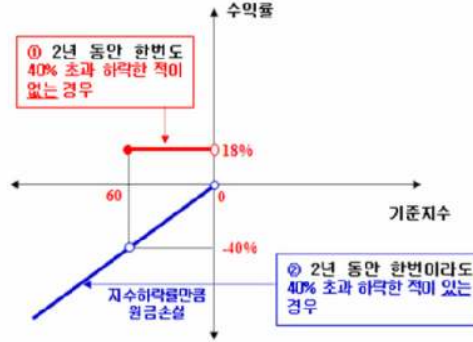 수익률
① 2년 동안 한번도
40% 초과 하락한 적이
없는 경우
18%
60
0
기준지수
-40%
지수하락률만큼
원금손실
② 2년 동안 한번이라도
40% 초과 하락한 적이 있는
경우